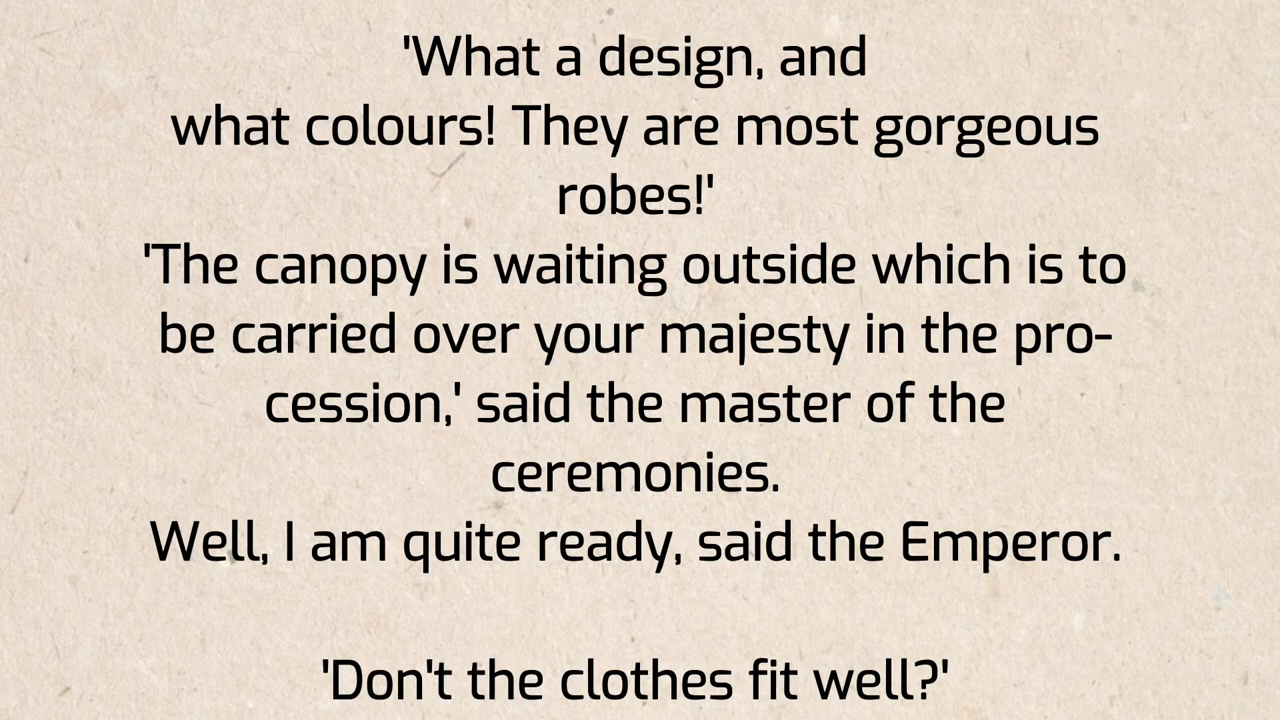 'What a design, and
what colours! They are most gorgeous
robes!'
'The canopy is waiting outside which is to
be carried over your majesty in the pro-
cession,' said the master of the
ceremonies.
Well, I am quite ready, said the Emperor.
'Don't the clothes fit well?'